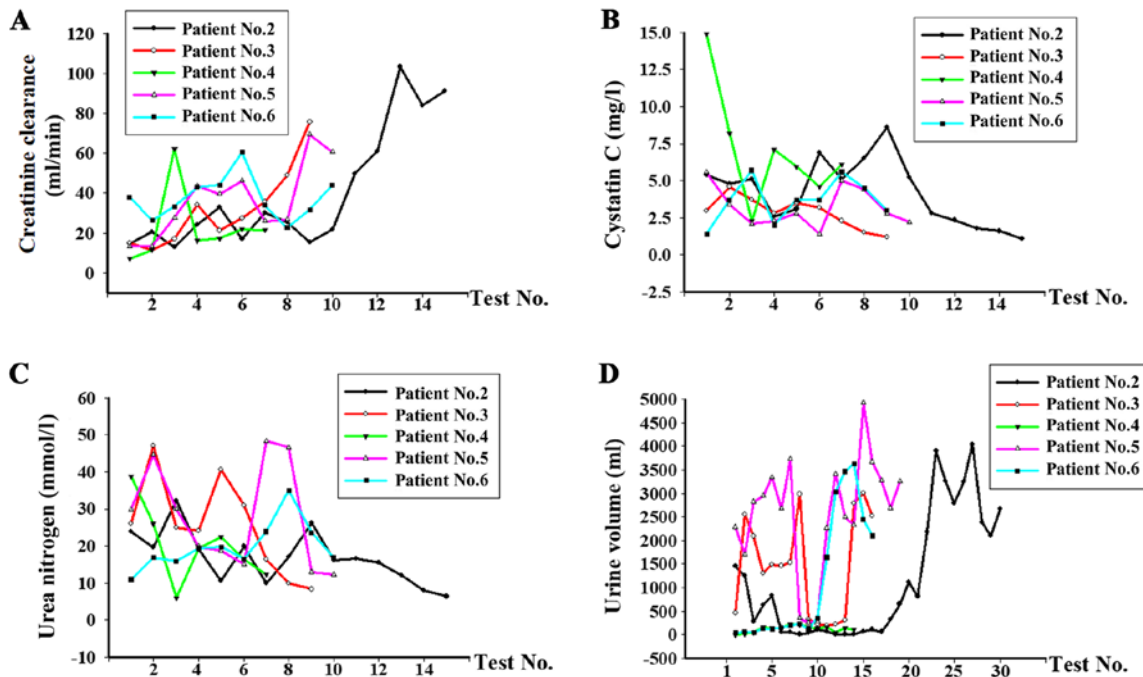 A
Patient No.2
Patient No.3
Patient No.4
Patient No.5
Patient No.6
Creatinine clearance
(ml/min)
120
100
80
60
40
20
0
2 4 6 8 10 12 14
Test No.
B
Patient No.2
Patient No.3
Patient No.4
Patient No.5
Patient No.6
Cystatin C (mg/l)
15.0
12.5
10.0
7.5
5.0
2.5
0.0
-2.5
2 4 6 8 10 12 14
Test No.
C
Patient No.2
Patient No.3
Patient No.4
Patient No.5
Patient No.6
Urea nitrogen (mmol/l)
60
50
40
30
20
10
0
-10
2 4 6 8 10 12 14
Test No.
D
Patient No.2
Patient No.3
Patient No.4
Patient No.5
Patient No.6
Urine volume (ml)
5000
4500
4000
3500
3000
2500
2000
1500
1000
500
0
-500
1 5 10 15 20 25 30
Test No.